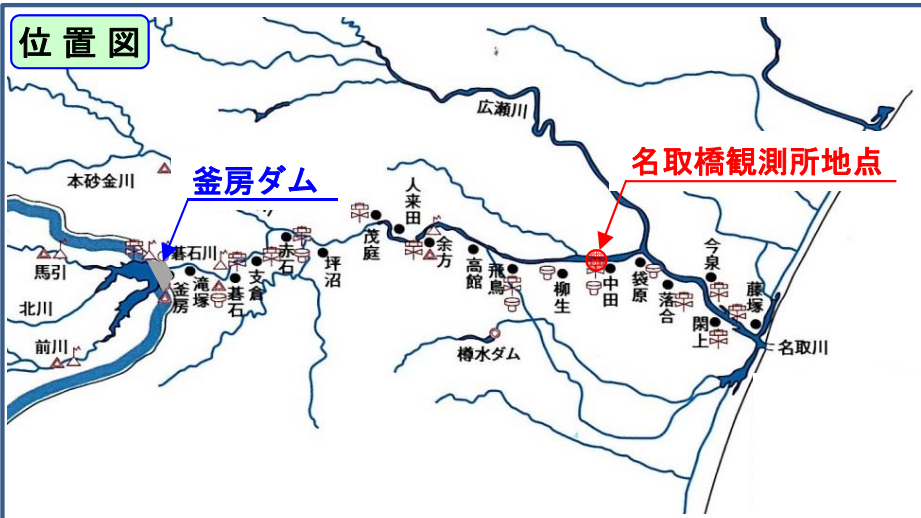 位置図
広瀬川
名取橋観測所地点
本砂金川
釜房ダム
人来田
茂庭
余方
碁石川
赤石
坪沼
支倉
碁石
滝塚
釜房
馬引
北川
前川
高館
飛鳥
柳生
中田
袋原
落合
今泉
閖上
藤塚
名取川
樽水ダム